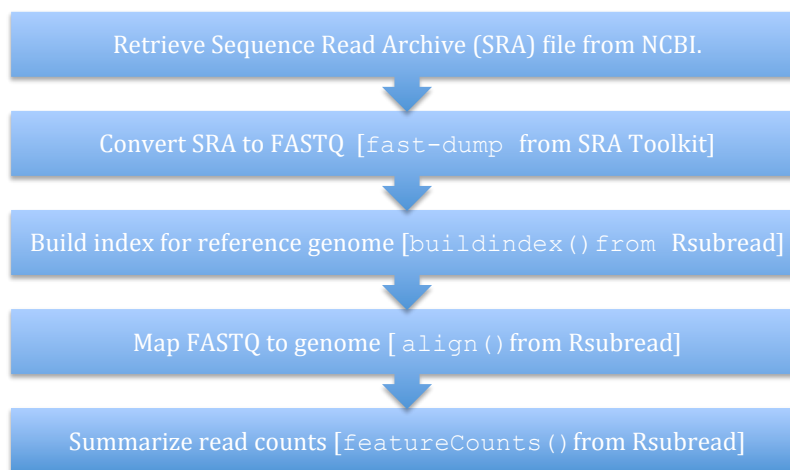 Retrieve Sequence Read Archive (SRA) file from NCBI.
Convert SRA to FASTQ [fast-dump from SRA Toolkit]
Build index for reference genome [buildindex()from Rsubread]
Map FASTQ to genome [ align()from Rsubread]
Summarize read counts [featureCounts()from Rsubread]